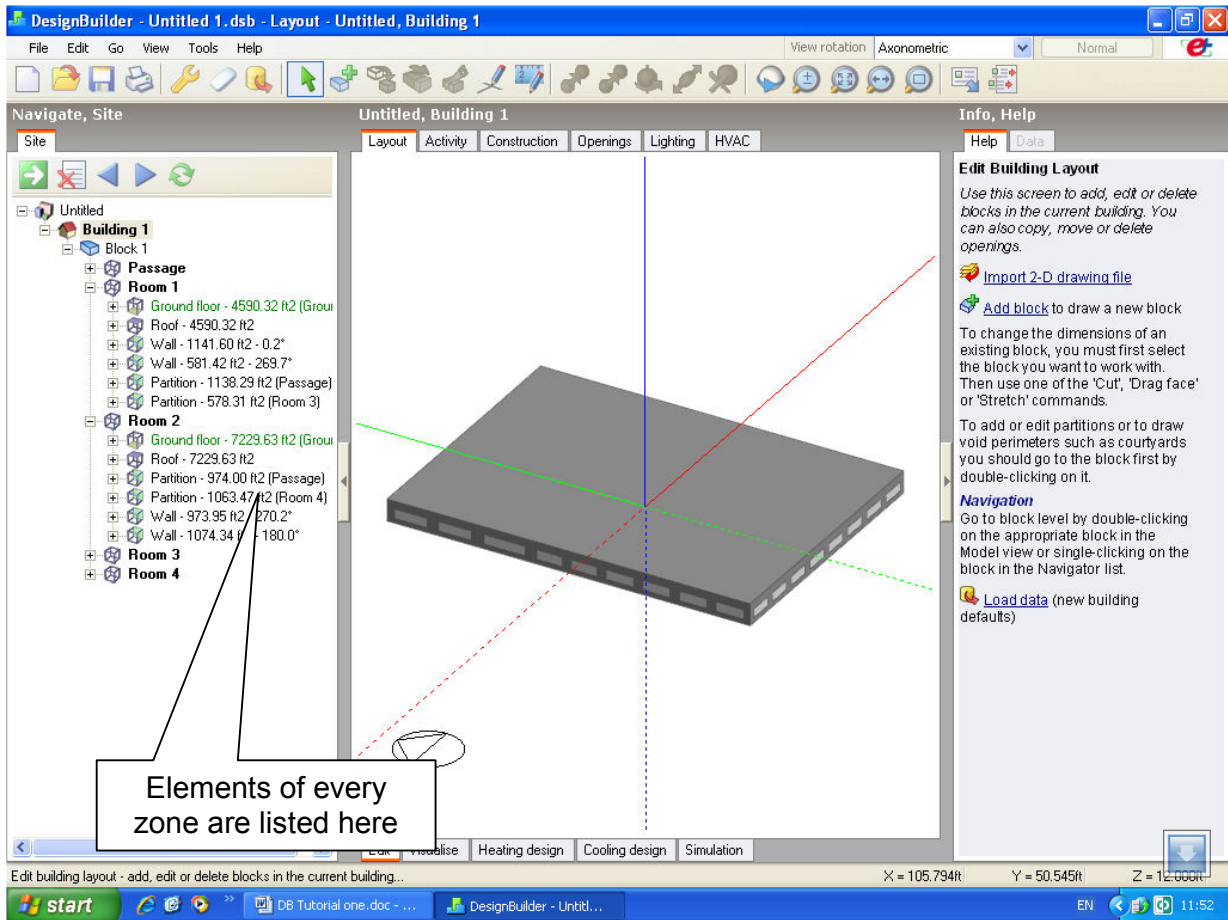 DesignBuilder - Untitled 1.dsb - Layout - Untitled, Building 1
File Edit Go View Tools Help
View rotation Axonometric Normal
Navigate, Site
Site
Untitled
Building 1
Block 1
Passage
Room 1
Ground floor - 4590.32 ft2 (Groun
Roof - 4590.32 ft2
Wall - 1141.60 ft2 - 0.2°
Wall - 581.42 ft2 - 269.7°
Partition - 1138.29 ft2 (Passage)
Partition - 578.31 ft2 (Room 3)
Room 2
Ground floor - 7229.63 ft2 (Groun
Roof - 7229.63 ft2
Partition - 974.00 ft2 (Passage)
Partition - 1063.47 ft2 (Room 4)
Wall - 973.95 ft2 - 270.2°
Wall - 1074.34 - 180.0°
Room 3
Room 4
Elements of every
zone are listed here
Untitled, Building 1
Layout Activity Construction Openings Lighting HVAC
Edit Visualise Heating design Cooling design Simulation
Info, Help
Help Data
Edit Building Layout
Use this screen to add, edit or delete
blocks in the current building. You
can also copy, move or delete
openings.
Import 2-D drawing file
Add block to draw a new block
To change the dimensions of an
existing block, you must first select
the block you want to work with.
Then use one of the 'Cut', 'Drag face'
or 'Stretch' commands.
To add or edit partitions or to draw
void perimeters such as courtyards
you should go to the block first by
double-clicking on it.
Navigation
Go to block level by double-clicking
on the appropriate block in the
Model view or single-clicking on the
block in the Navigator list.
Load data (new building
defaults)
Edit building layout - add, edit or delete blocks in the current building...
X = 105.794ft Y = 50.545ft Z = 12.000ft
start DB Tutorial one.doc - ... DesignBuilder - Untitl... EN 11:52